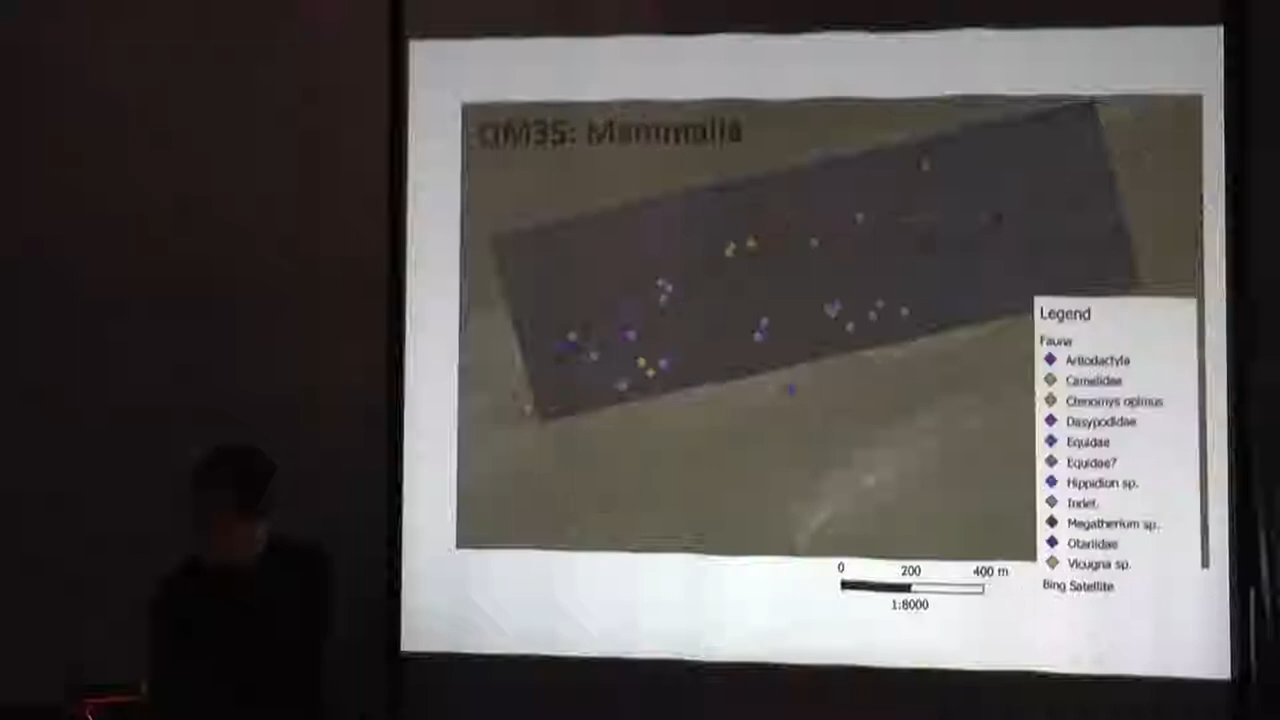 QM35: Mammalia
Legend
Fauna
Artiodactyla
Camelidae
Ctenomys opimus
Dasypodidae
Equidae
Equidae?
Hippidion sp.
Indet.
Megatherium sp.
Otariidae
Vicugna sp.
Bing Satellite
0 200 400 m
1:8000